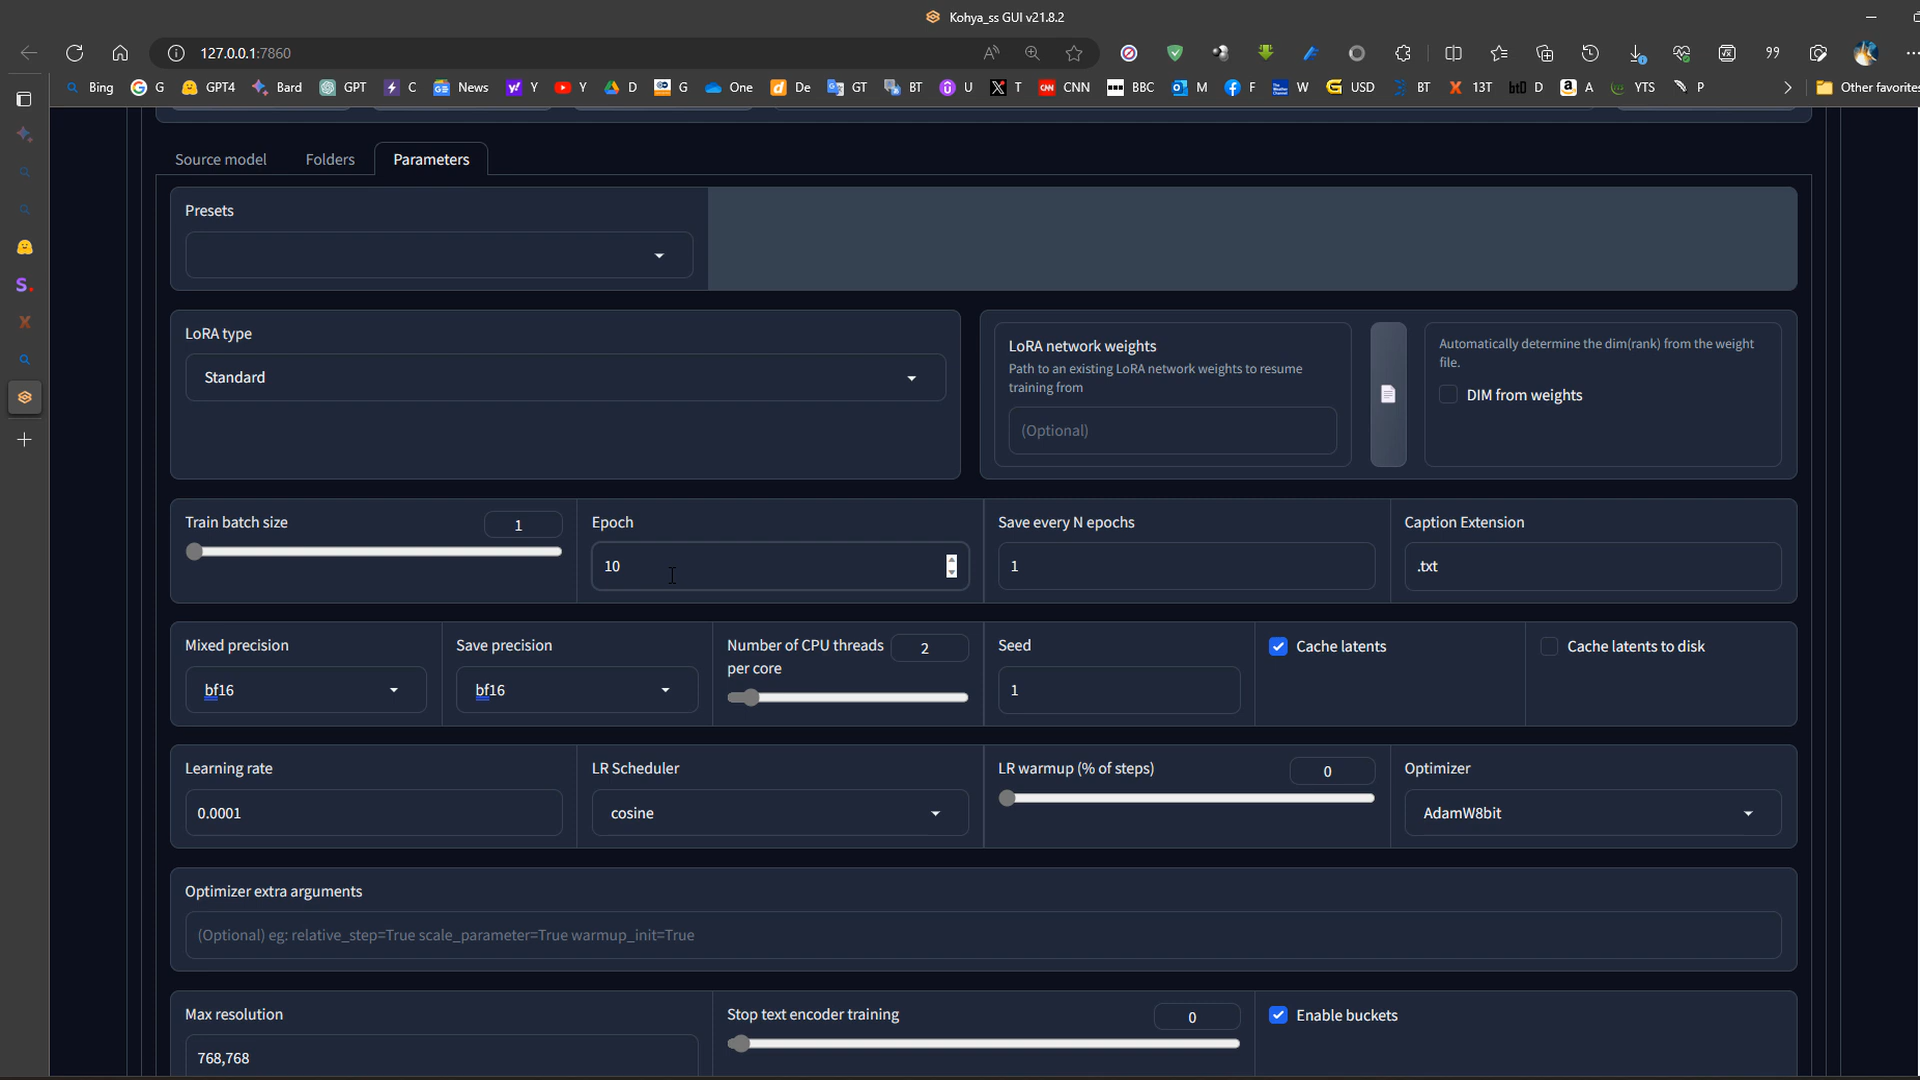 Kohya_ss GUI v21.8.2
127.0.0.1:7860
Bing G GPT4 Bard GPT C News Y Y D G One De GT BT U T CNN BBC M F W USD BT 13T D A YTS P Other favorites
Source model Folders Parameters
Presets
LoRA type
Standard
LoRA network weights
Path to an existing LoRA network weights to resume
training from
(Optional)
Automatically determine the dim(rank) from the weight
file.
DIM from weights
Train batch size 1
Epoch
10
Save every N epochs
1
Caption Extension
.txt
Mixed precision
bf16
Save precision
bf16
Number of CPU threads
per core
2
Seed
1
Cache latents
Cache latents to disk
Learning rate
0.0001
LR Scheduler
cosine
LR warmup (% of steps) 0
Optimizer
AdamW8bit
Optimizer extra arguments
(Optional) eg: relative_step=True scale_parameter=True warmup_init=True
Max resolution
768,768
Stop text encoder training 0
Enable buckets